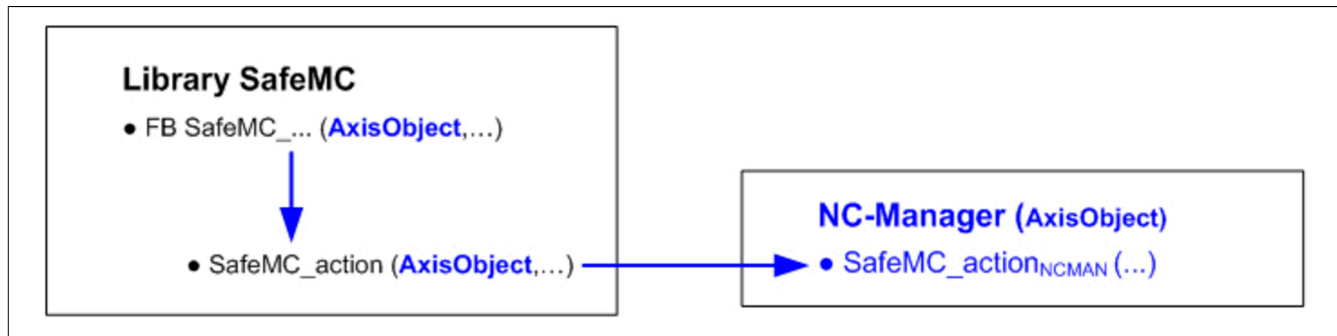 Library SafeMC
● FB SafeMC_... (AxisObject,...)
● SafeMC_action (AxisObject,...)
NC-Manager (AxisObject)
● SafeMC_actionNCMAN (...)